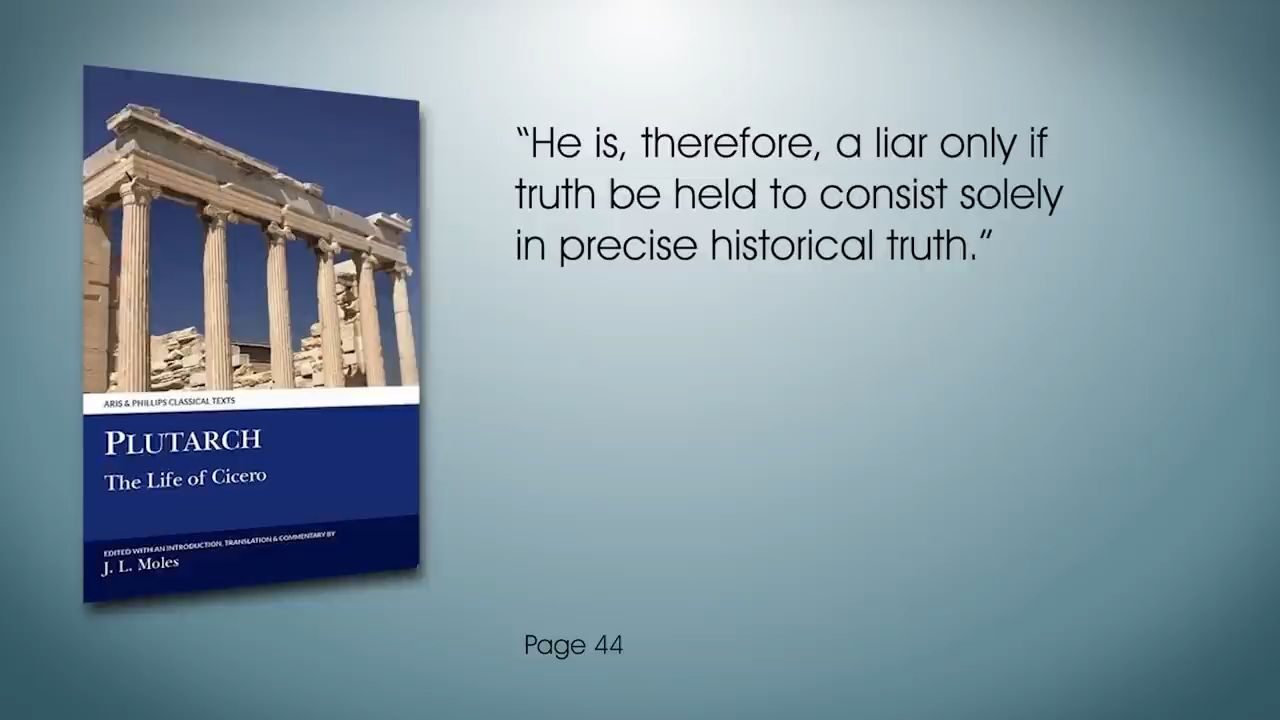 “He is, therefore, a liar only if
truth be held to consist solely
in precise historical truth.”
ARIS & PHILLIPS CLASSICAL TEXTS
PLUTARCH
The Life of Cicero
EDITED WITH AN INTRODUCTION, TRANSLATION & COMMENTARY BY
J. L. Moles
Page 44